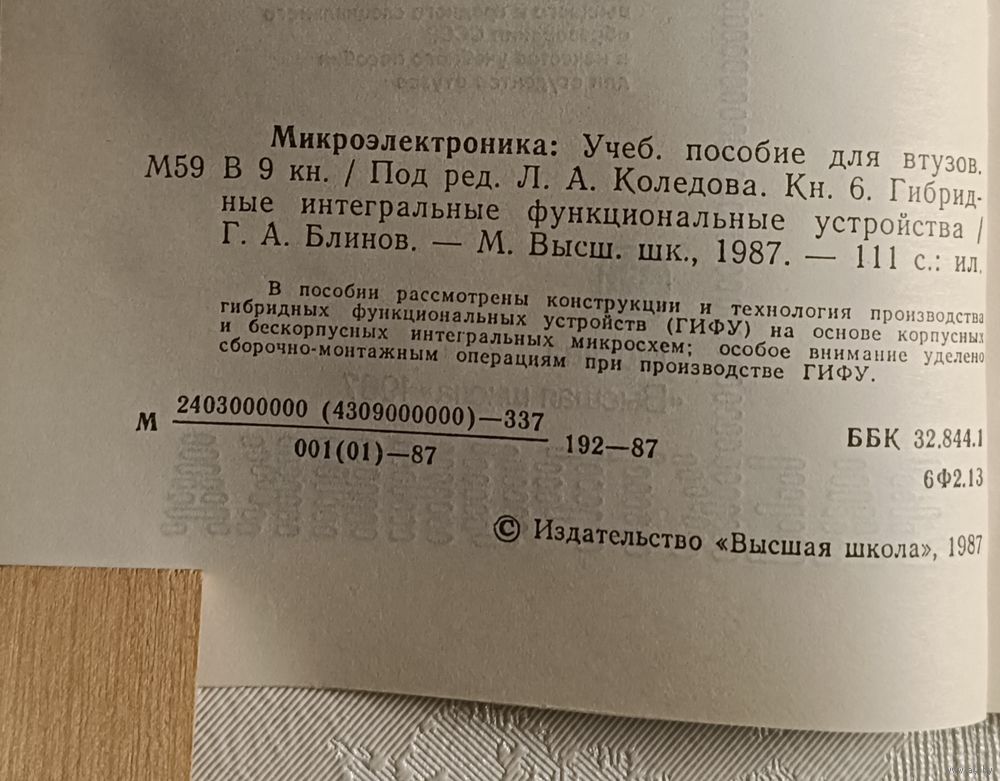 Микроэлектроника: Учеб. пособие для втузов.
М59 В 9 кн. / Под ред. Л. А. Коледова. Кн. 6. Гибрид-
ные интегральные функциональные устройства /
Г. А. Блинов. — М. Высш. шк., 1987. — 111 с.: ил.
В пособии рассмотрены конструкции и технология производства
гибридных функциональных устройств (ГИФУ) на основе корпусных
и бескорпусных интегральных микросхем; особое внимание уделено
сборочно-монтажным операциям при производстве ГИФУ.
М 2403000000 (4309000000)—337
001(01)—87 192—87
ББК 32.844.1
6Ф2.13
© Издательство «Высшая школа», 1987